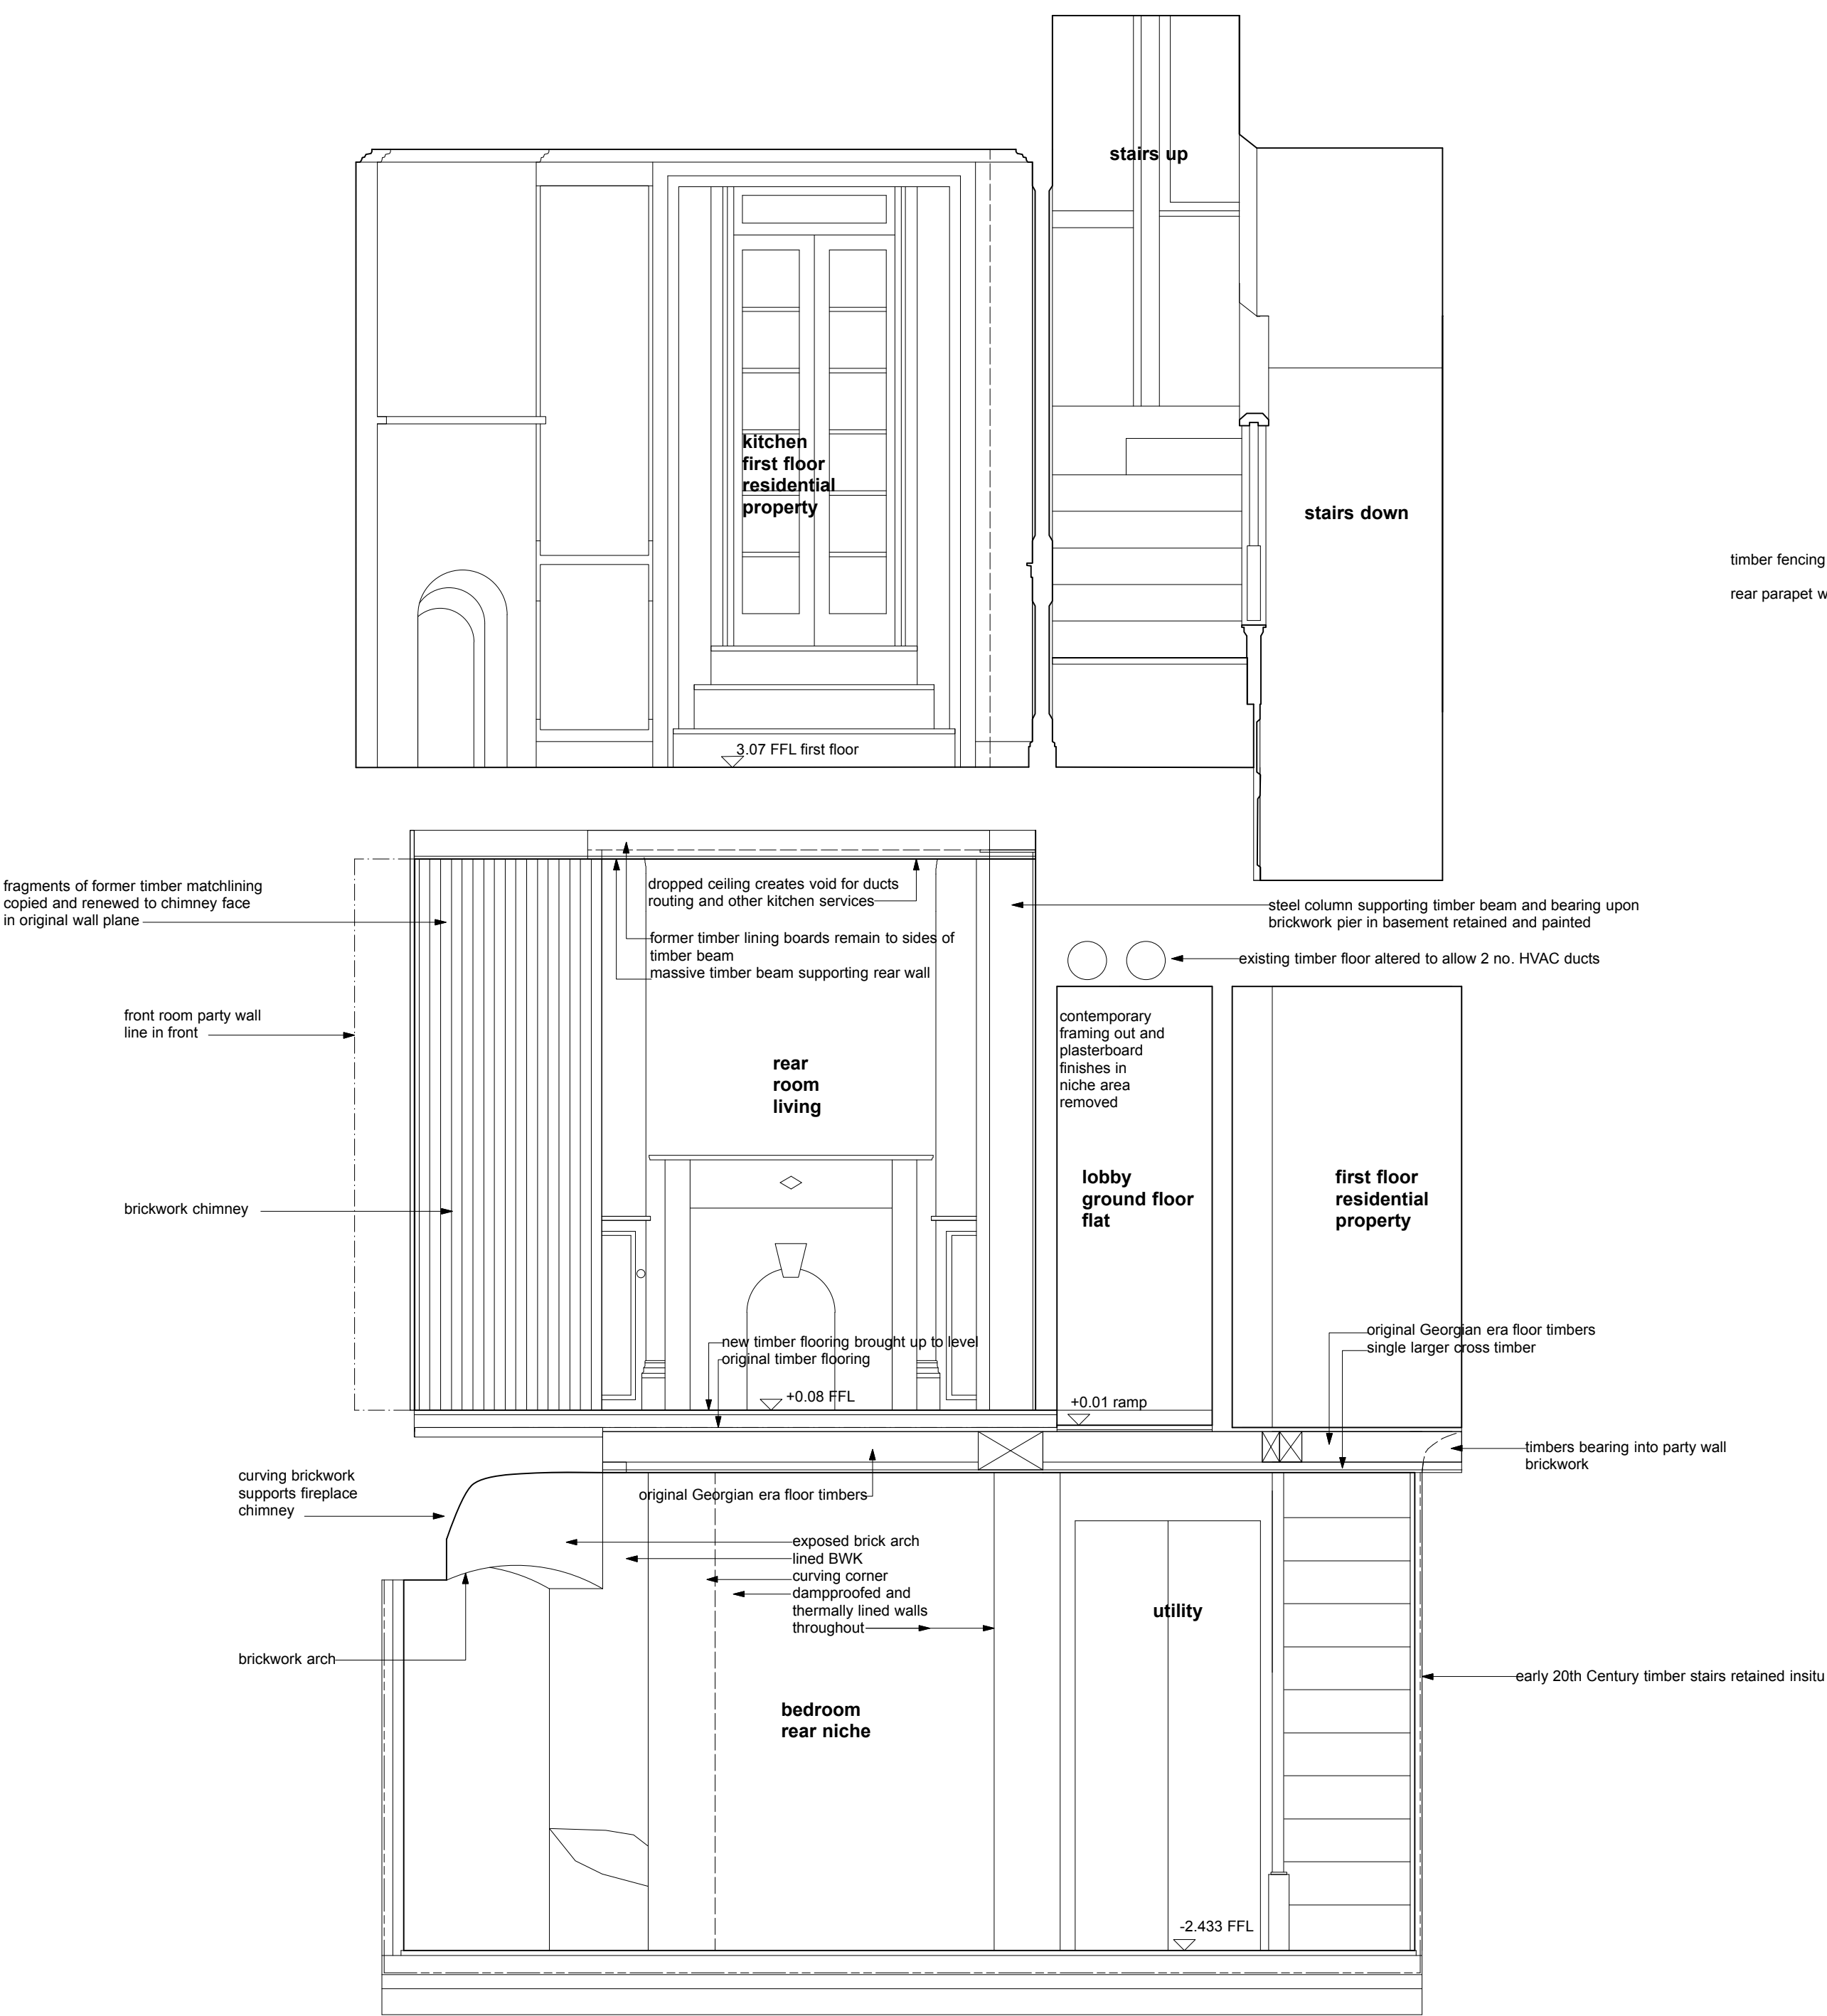 stairs up
kitchen
first floor
residential
property
stairs down
timber fencing
rear parapet w
3.07 FFL first floor
fragments of former timber matchlining
copied and renewed to chimney face
in original wall plane
dropped ceiling creates void for ducts
routing and other kitchen services
steel column supporting timber beam and bearing upon
brickwork pier in basement retained and painted
former timber lining boards remain to sides of
timber beam
massive timber beam supporting rear wall
existing timber floor altered to allow 2 no. HVAC ducts
front room party wall
line in front
contemporary
framing out and
plasterboard
finishes in
niche area
removed
rear
room
living
lobby
ground floor
flat
first floor
residential
property
brickwork chimney
new timber flooring brought up to level
original timber flooring
original Georgian era floor timbers
single larger cross timber
+0.08 FFL
+0.01 ramp
timbers bearing into party wall
brickwork
curving brickwork
supports fireplace
chimney
original Georgian era floor timbers
exposed brick arch
lined BWK
curving corner
dampproofed and
thermally lined walls
throughout
utility
brickwork arch
early 20th Century timber stairs retained insitu
bedroom
rear niche
-2.433 FFL